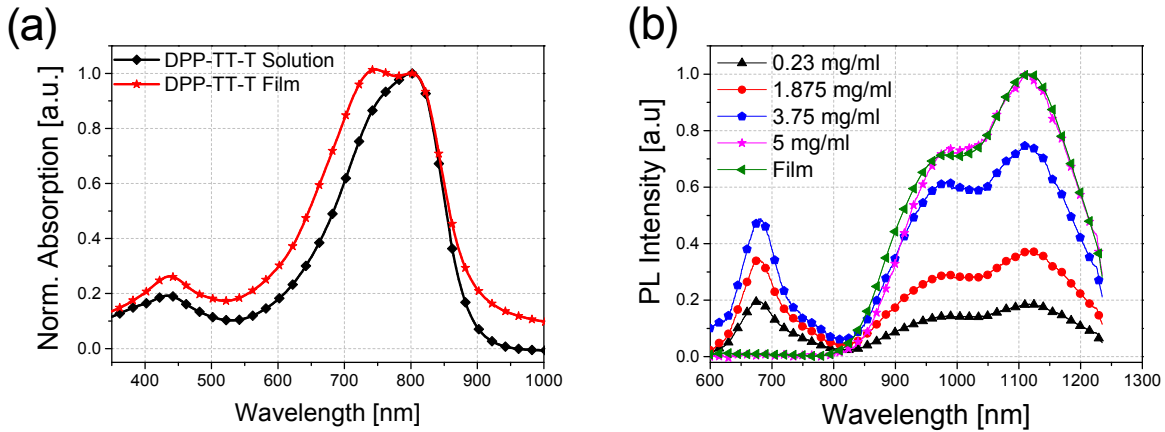 (a)
DPP-TT-T Solution
DPP-TT-T Film
1.0
0.8
0.6
0.4
0.2
0.0
Norm. Absorption [a.u.]
400 500 600 700 800 900 1000
Wavelength [nm]
(b)
0.23 mg/ml
1.875 mg/ml
3.75 mg/ml
5 mg/ml
Film
1.0
0.8
0.6
0.4
0.2
0.0
PL Intensity [a.u]
600 700 800 900 1000 1100 1200 1300
Wavelength [nm]